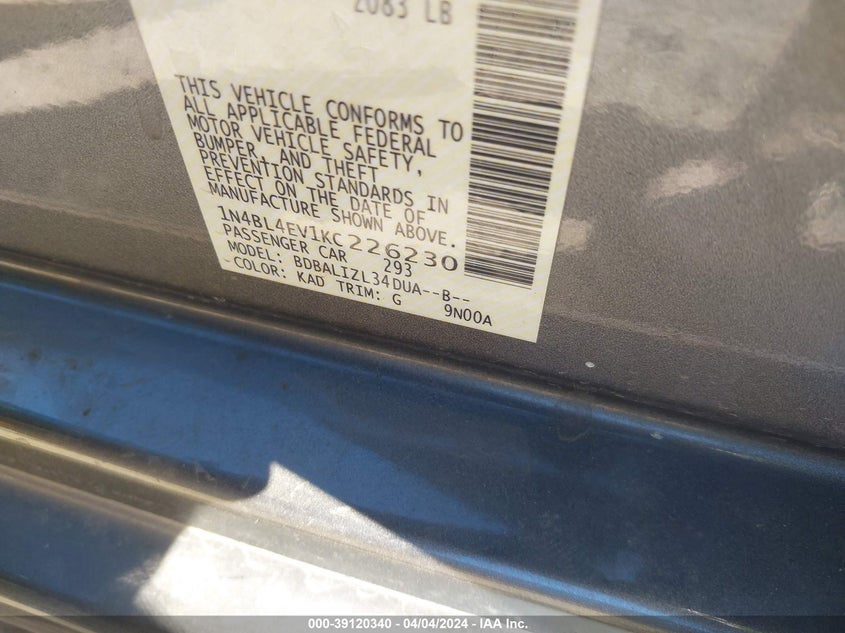 2083 LB
THIS VEHICLE CONFORMS TO
ALL APPLICABLE FEDERAL
MOTOR VEHICLE SAFETY,
BUMPER, AND THEFT
PREVENTION STANDARDS IN
EFFECT ON THE DATE OF
MANUFACTURE SHOWN ABOVE.
1N4BL4EV1KC226230
PASSENGER CAR 293
MODEL: BDBALIZL34DUA--B--
COLOR: KAD TRIM: G 9N00A
000-39120340 - 04/04/2024 - IAA Inc.